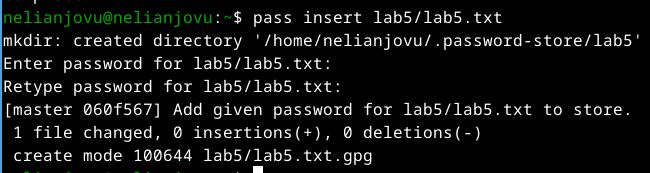 nelianjovu@nelianjovu:~$ pass insert lab5/lab5.txt
mkdir: created directory '/home/nelianjovu/.password-store/lab5'
Enter password for lab5/lab5.txt:
Retype password for lab5/lab5.txt:
[master 060f567] Add given password for lab5/lab5.txt to store.
 1 file changed, 0 insertions(+), 0 deletions(-)
 create mode 100644 lab5/lab5.txt.gpg